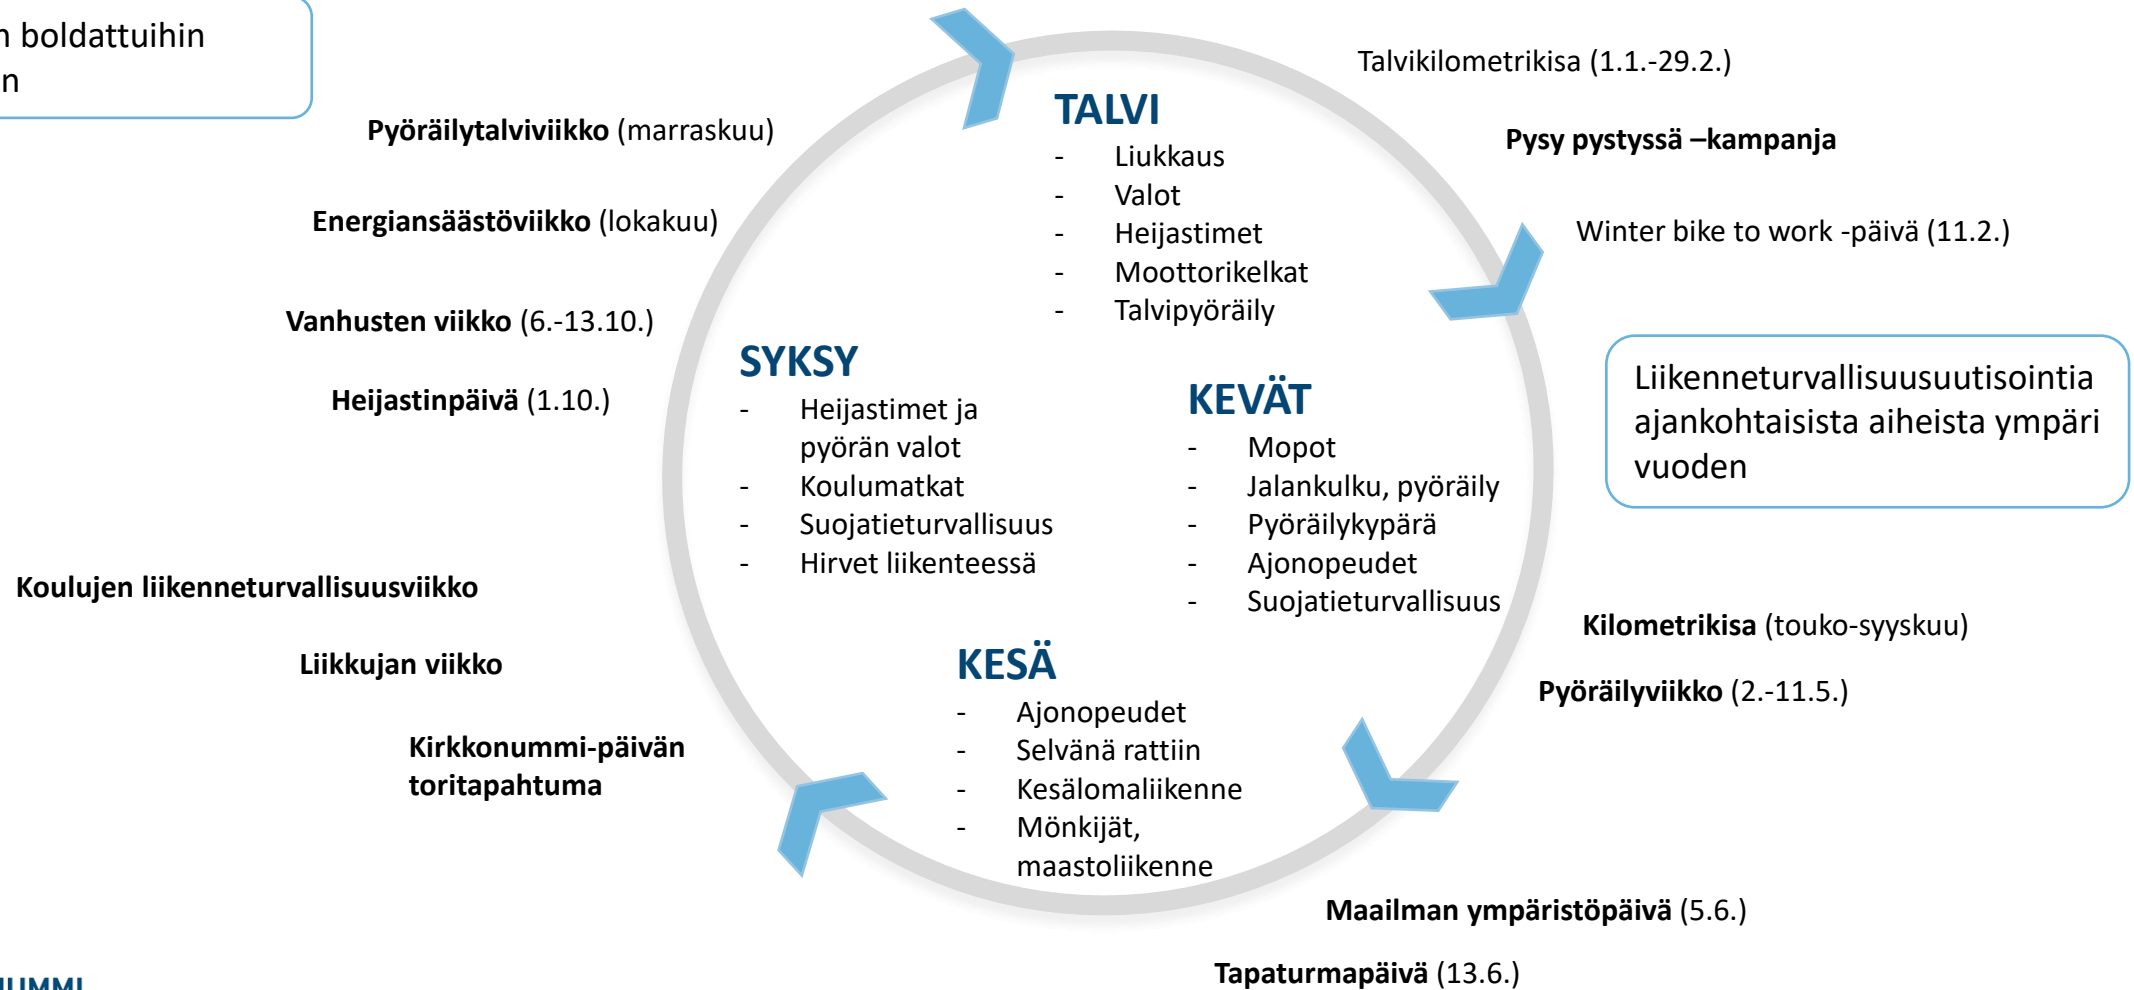 boldattuihin
Pyöräilytalviviikko (marraskuu)
Energiansäästöviikko (lokakuu)
Vanhusten viikko (6.-13.10.)
Heijastinpäivä (1.10.)
Koulujen liikenneturvallisuusviikko
Liikkujan viikko
Kirkkonummi-päivän
toritapahtuma
TALVI
- Liukkaus
- Valot
- Heijastimet
- Moottorikelkat
- Talvipyöräily
SYKSY
- Heijastimet ja
pyörän valot
- Koulumatkat
- Suojatieturvallisuus
- Hirvet liikenteessä
KEVÄT
- Mopot
- Jalankulku, pyöräily
- Pyöräilykypärä
- Ajonopeudet
- Suojatieturvallisuus
KESÄ
- Ajonopeudet
- Selvänä rattiin
- Kesälomaliikenne
- Mönkijät,
maastoliikenne
Talvikilometrikisa (1.1.-29.2.)
Pysy pystyssä –kampanja
Winter bike to work -päivä (11.2.)
Liikenneturvallisuusuutisointia
ajankohtaisista aiheista ympäri
vuoden
Kilometrikisa (touko-syyskuu)
Pyöräilyviikko (2.-11.5.)
Maailman ympäristöpäivä (5.6.)
Tapaturmapäivä (13.6.)